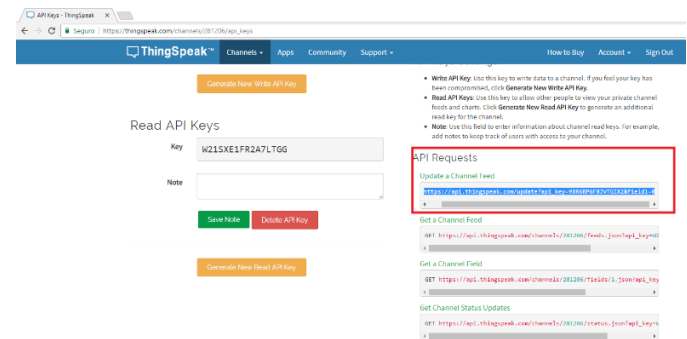 API Keys - ThingSpeak
Seguro
https://thingspeak.com/channels/281206/api_keys
ThingSpeak™
Channels
Apps
Community
Support
How to Buy
Account
Sign Out
Generate New Write API Key
Read API Keys
Key
W21SXE1FR2A7LTGG
Note
Save Note
Delete API Key
Generate New Read API Key
Write API Key: Use this key to write data to a channel. If you feel your key has
been compromised, click Generate New Write API Key.
Read API Keys: Use this key to allow other people to view your private channel
feeds and charts. Click Generate New Read API Key to generate an additional
read key for the channel.
Note: Use this field to enter information about channel read keys. For example,
add notes to keep track of users with access to your channel.
API Requests
Update a Channel Feed
Get a Channel Feed
GET https://api.thingspeak.com/channels/281206/feeds.json?api_key=
Get a Channel Field
GET https://api.thingspeak.com/channels/281206/fields/1.json?api_key
Get Channel Status Updates
GET https://api.thingspeak.com/channels/281206/status.json?api_key=